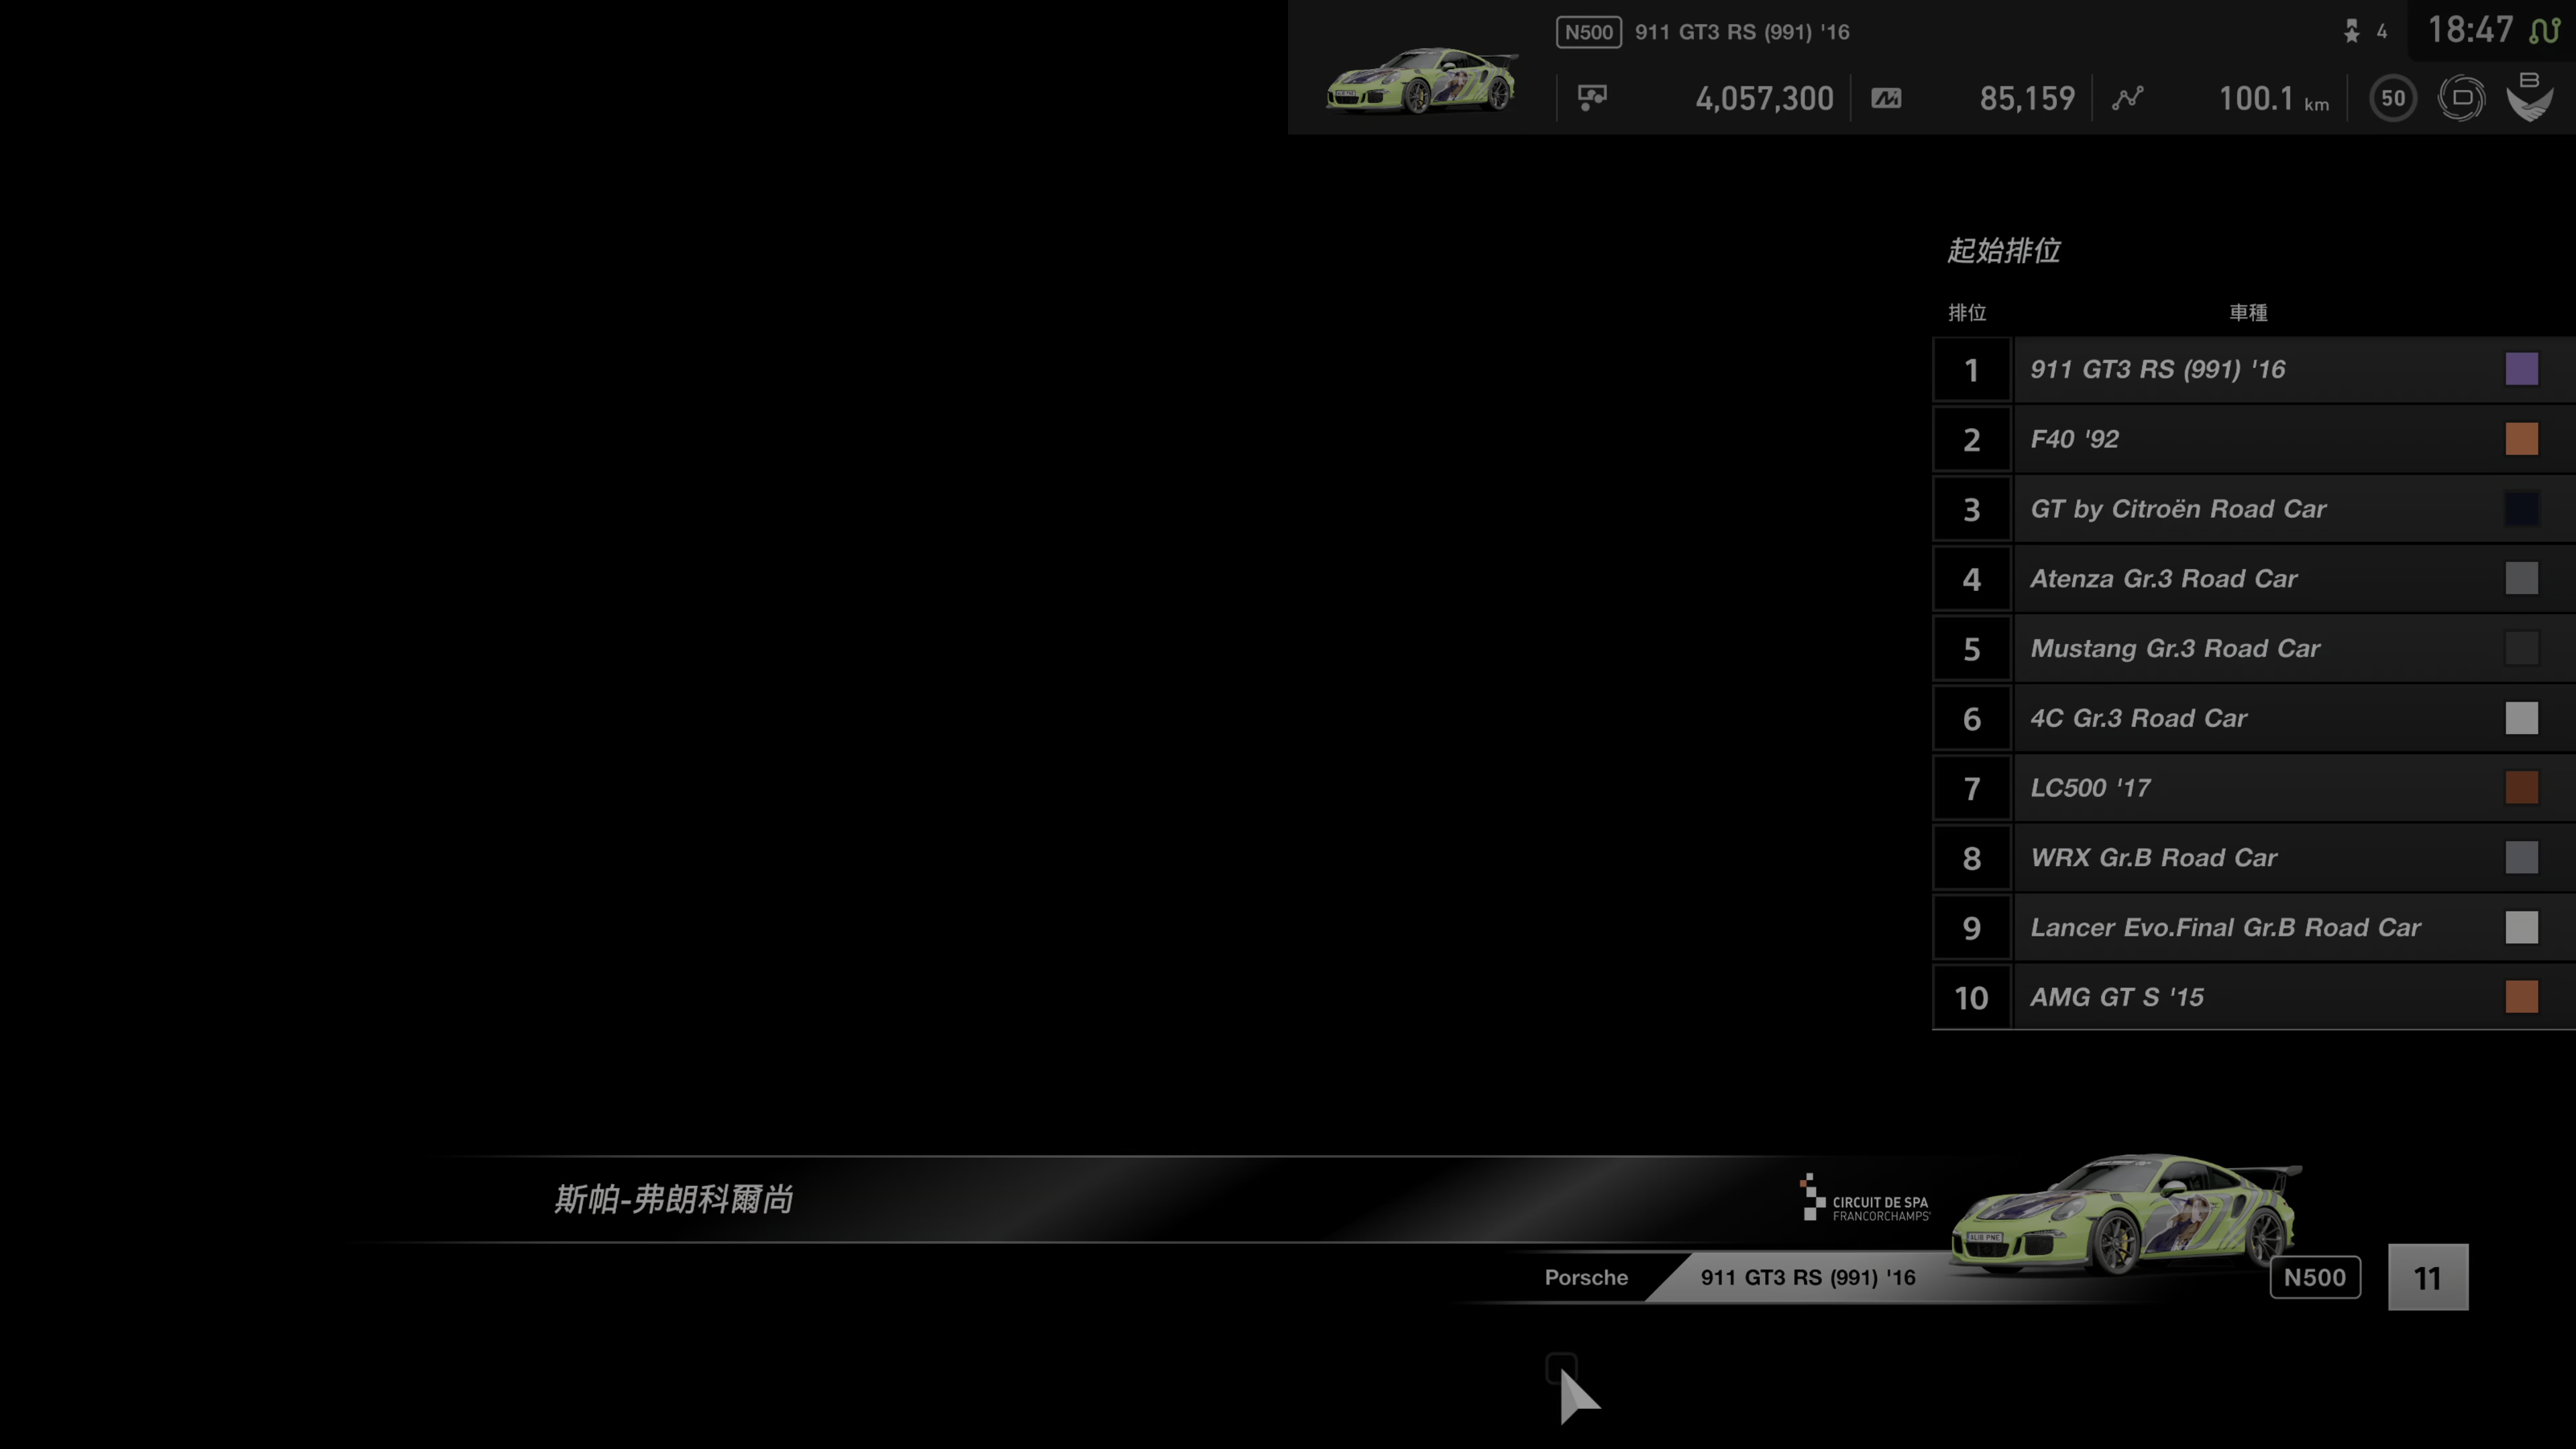 N500 911 GT3 RS (991) '16
4 18:47
4,057,300 85,159 100.1 km 50 D B
起始排位
排位 車種
1 911 GT3 RS (991) '16
2 F40 '92
3 GT by Citroën Road Car
4 Atenza Gr.3 Road Car
5 Mustang Gr.3 Road Car
6 4C Gr.3 Road Car
7 LC500 '17
8 WRX Gr.B Road Car
9 Lancer Evo.Final Gr.B Road Car
10 AMG GT S '15
斯帕-弗朗科爾尚
CIRCUIT DE SPA
FRANCORCHAMPS
Porsche 911 GT3 RS (991) '16 N500 11